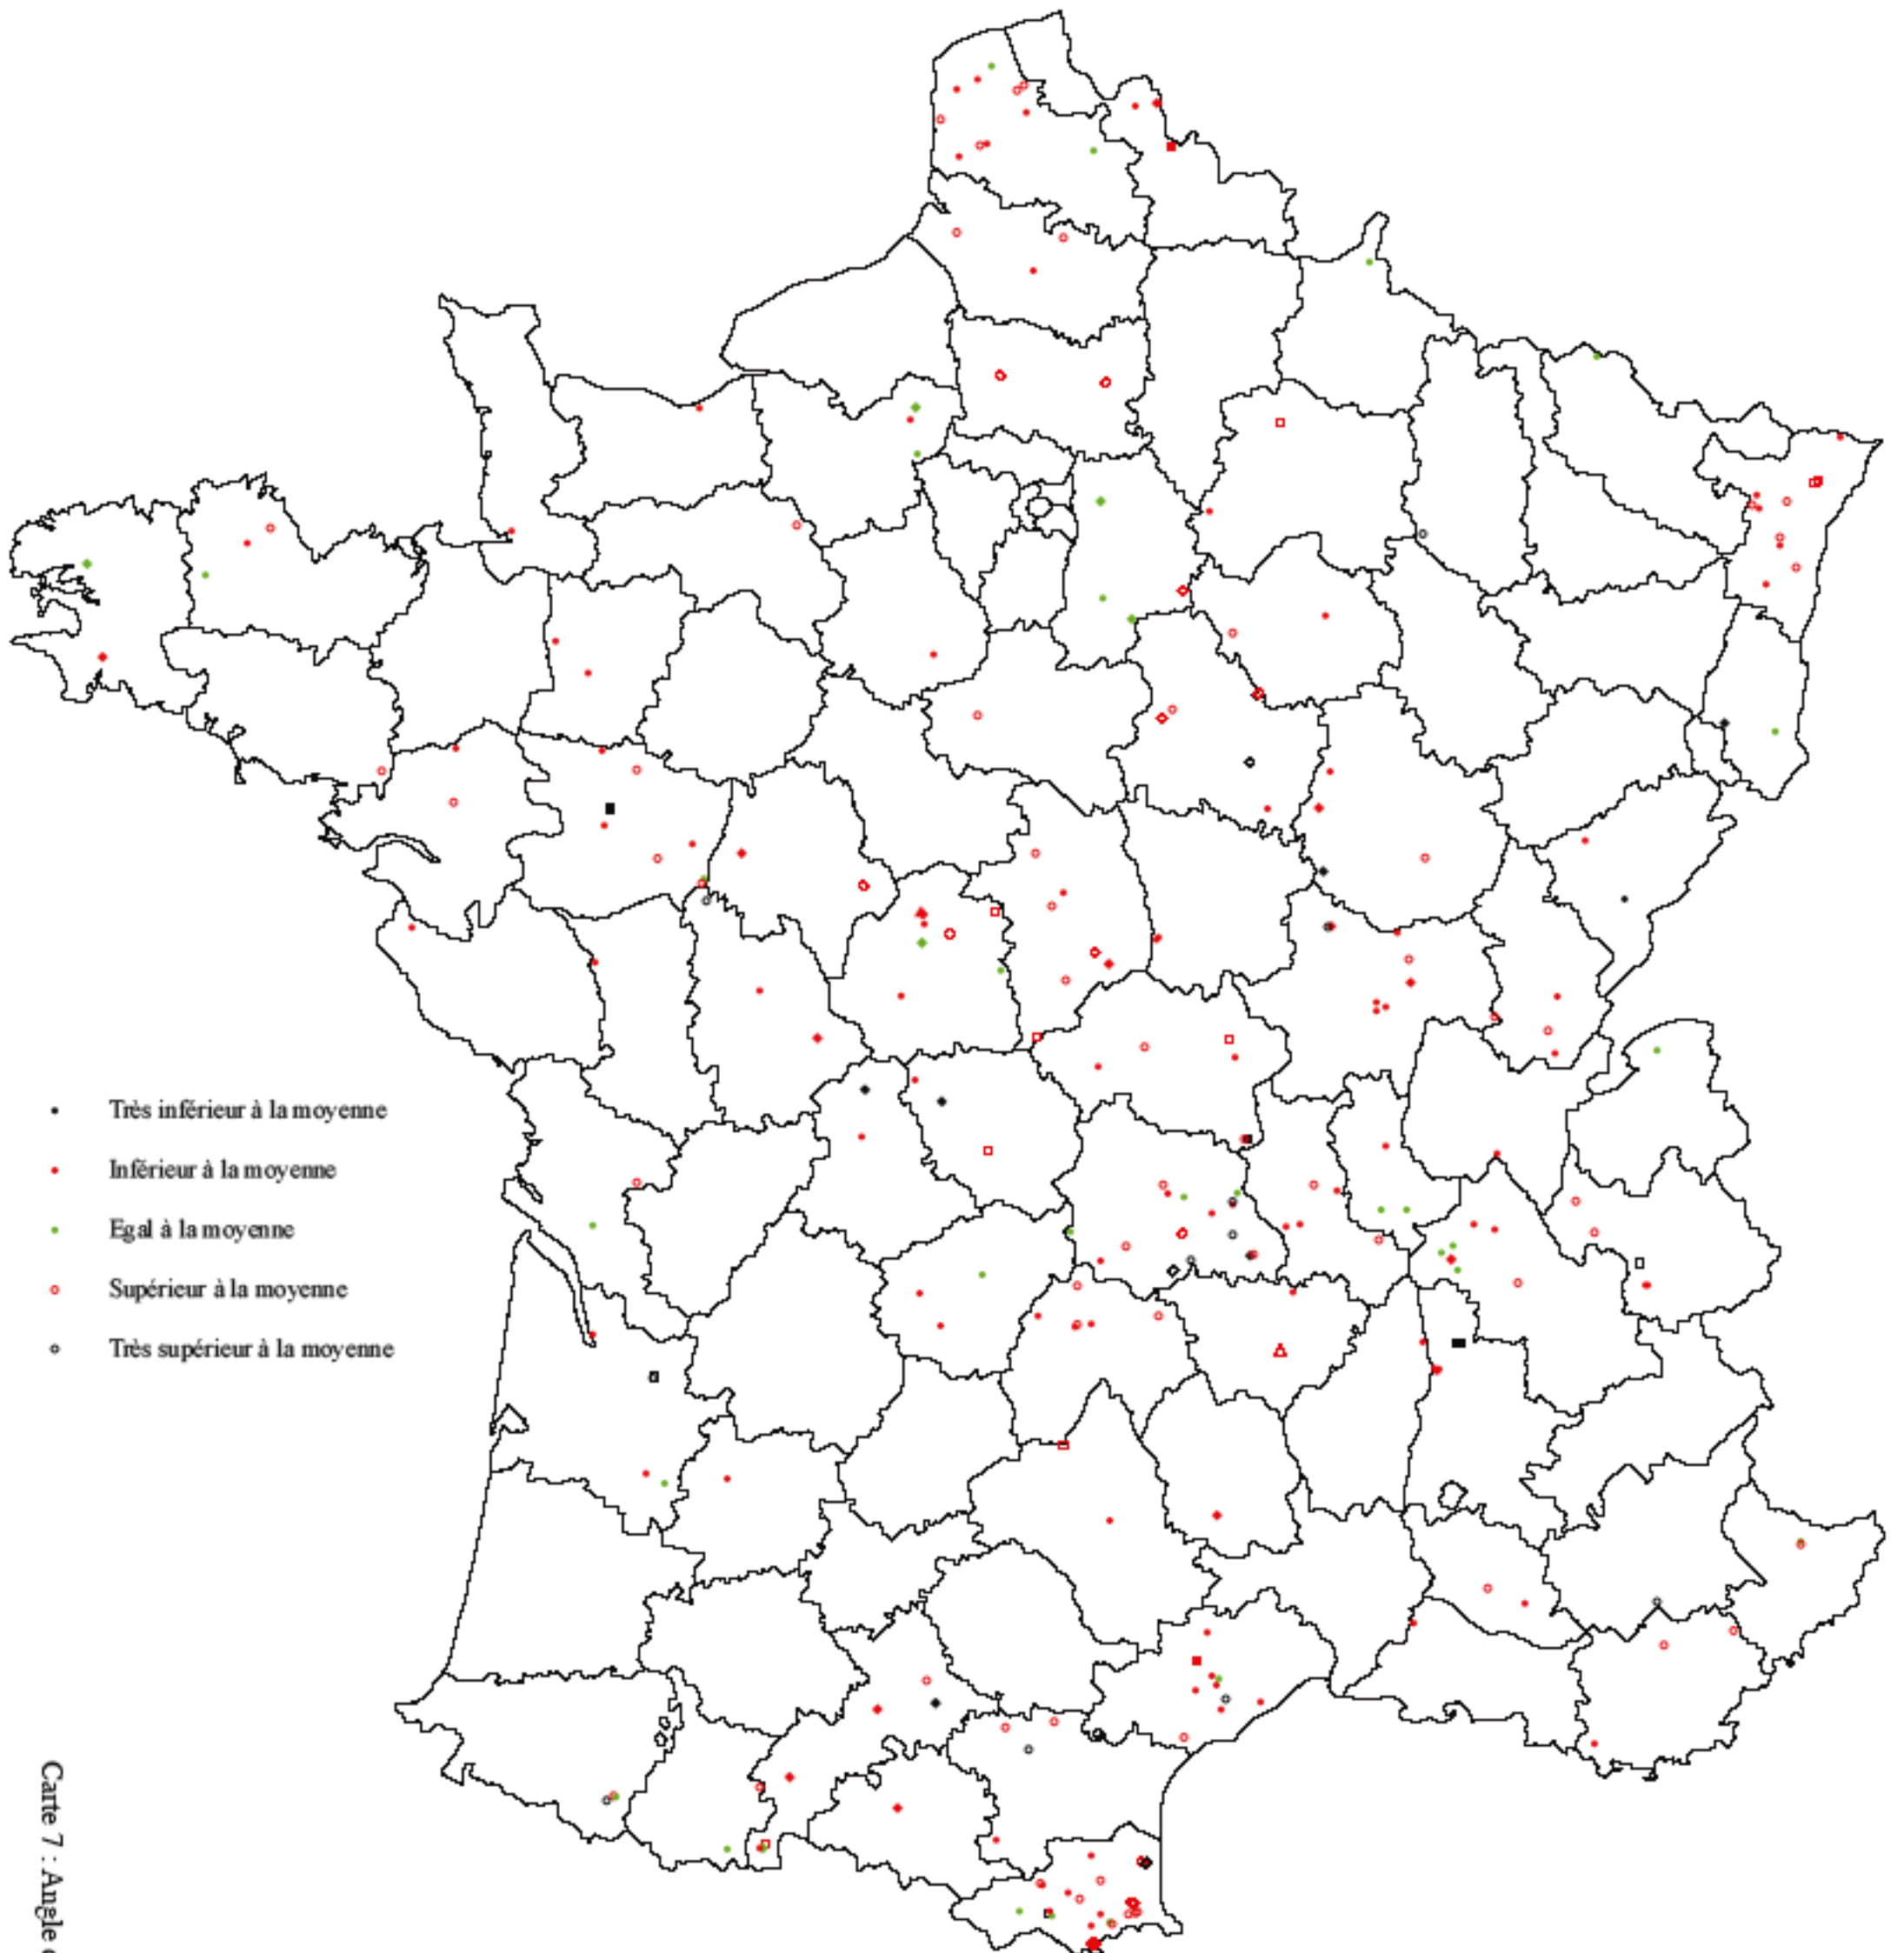 Très inférieur à la moyenne
Inférieur à la moyenne
Egal à la moyenne
Supérieur à la moyenne
Très supérieur à la moyenne
Carte 7 : Angle